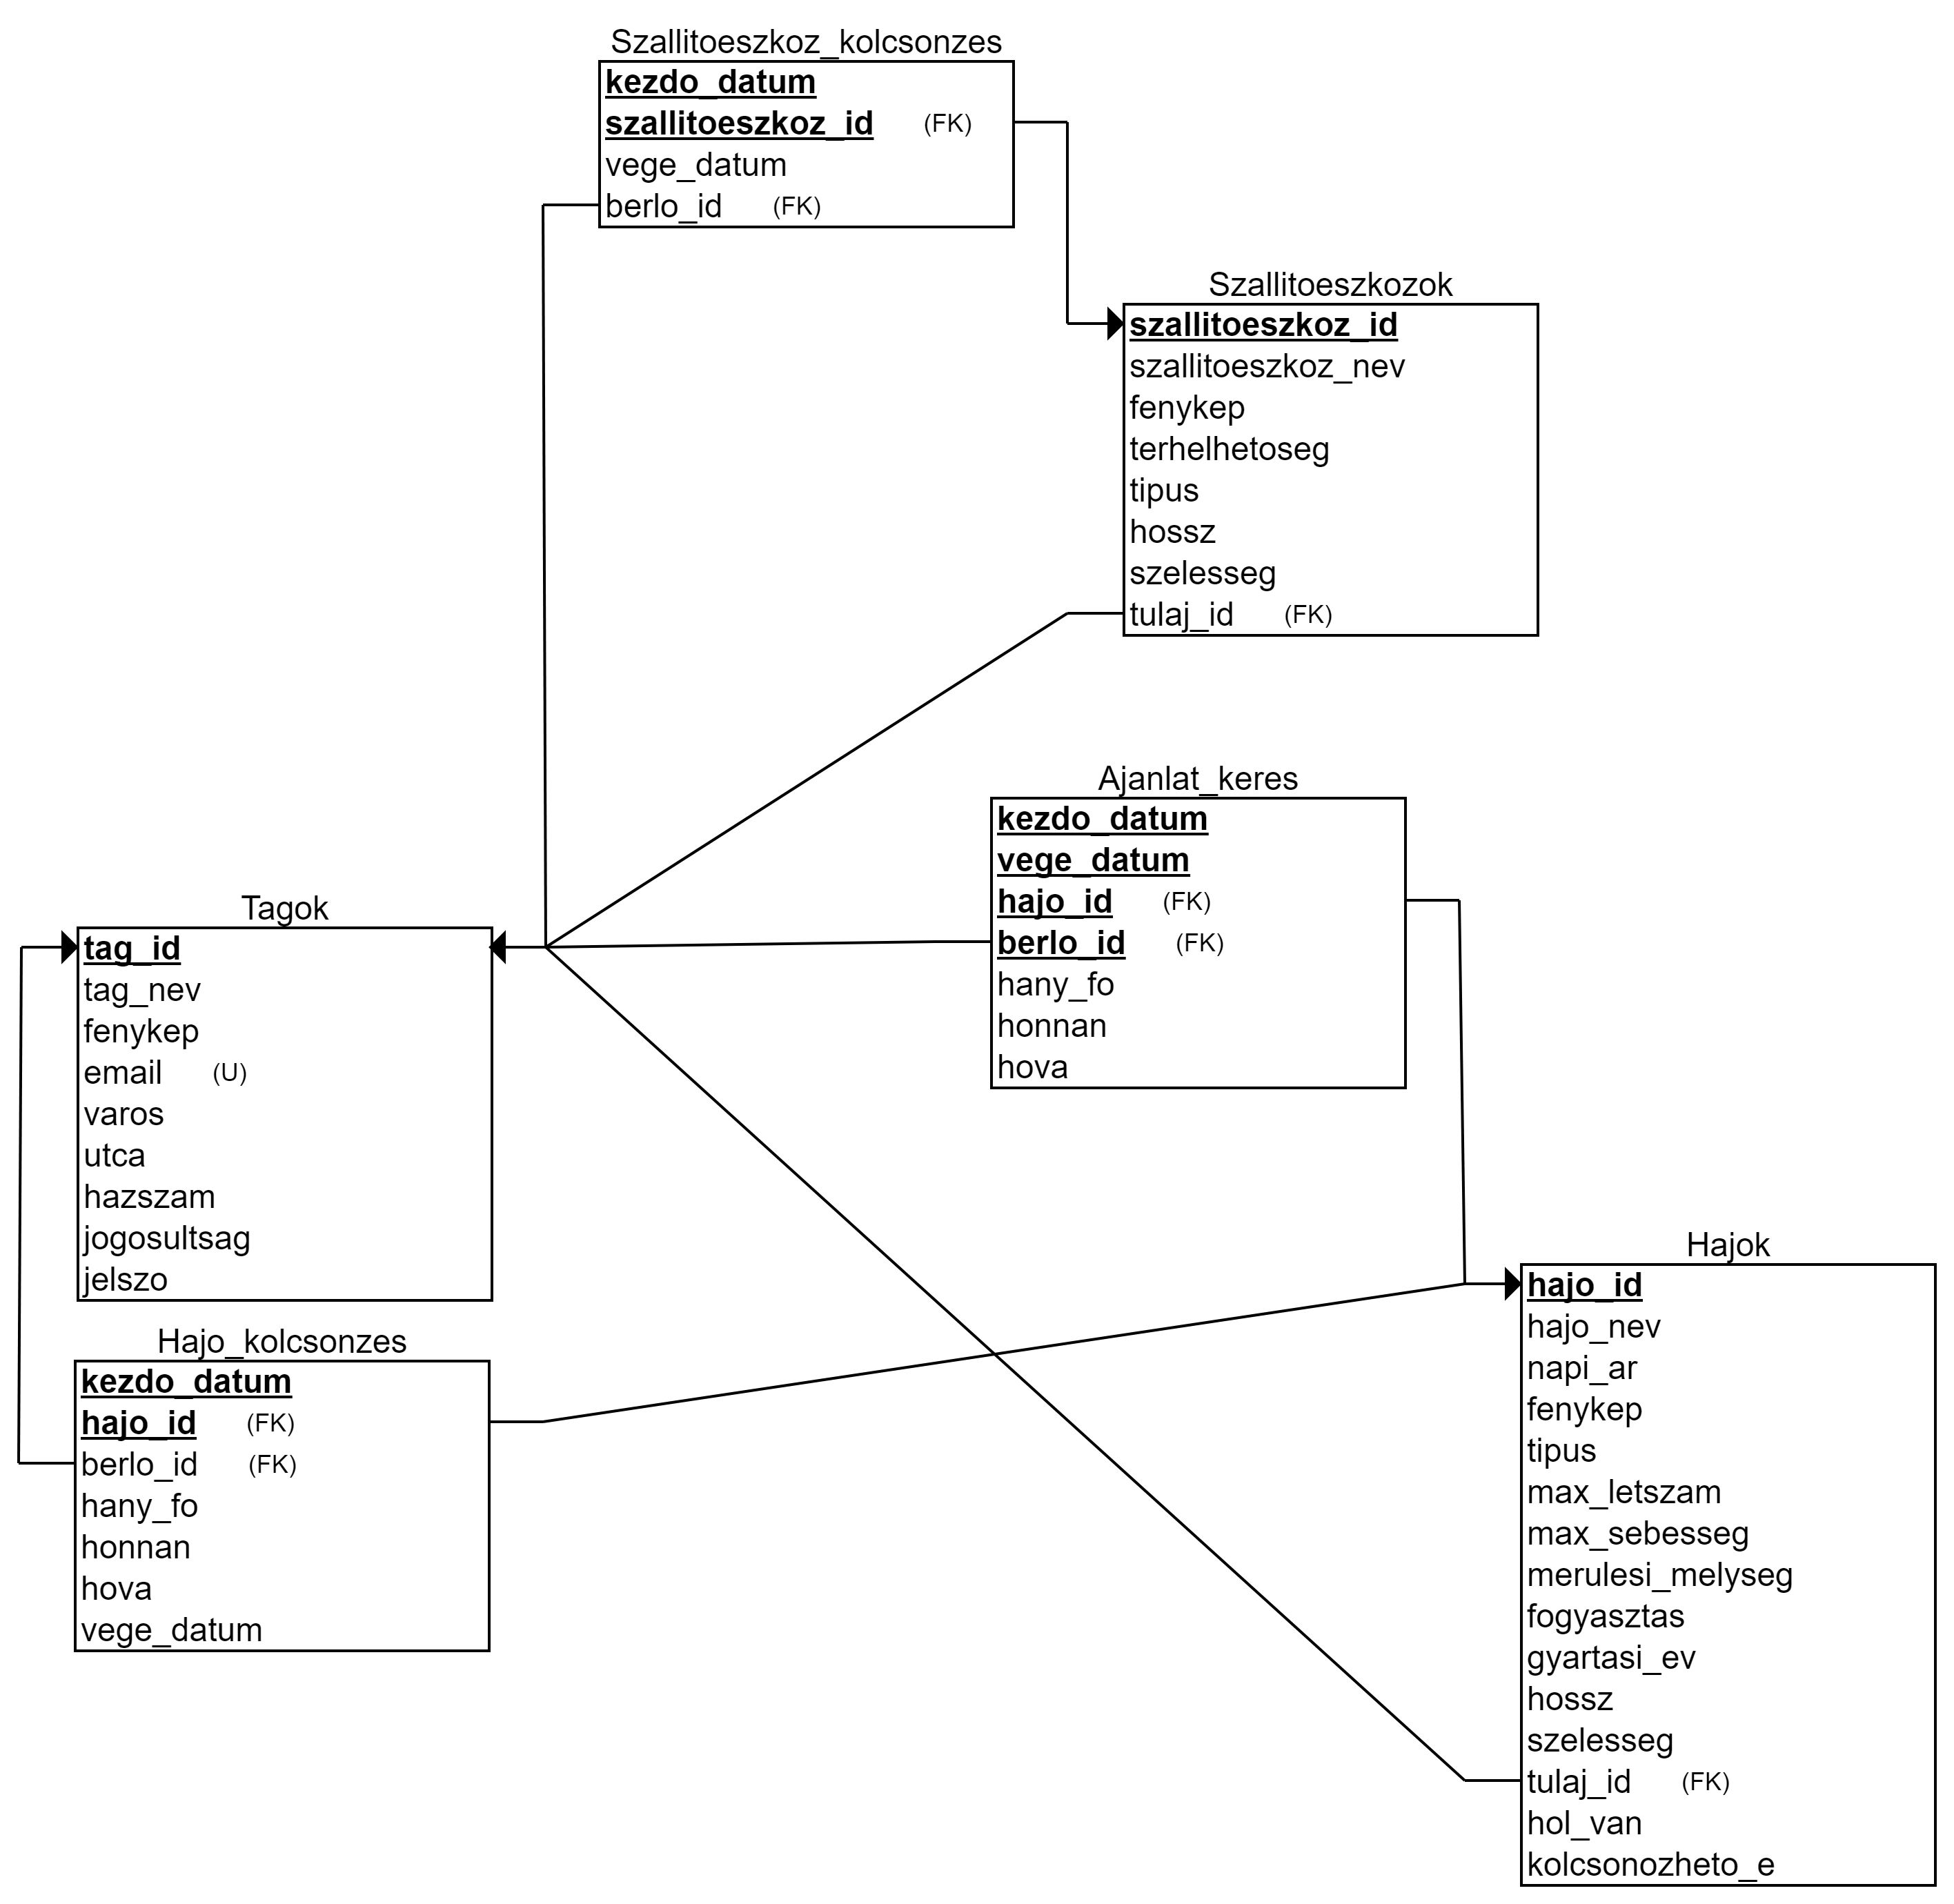 Szallitoeszkoz_kolcsonzes
kezdo_datum
szallitoeszkoz_id (FK)
vege_datum
berlo_id (FK)
Szallitoeszkozok
szallitoeszkoz_id
szallitoeszkoz_nev
fenykep
terhelhetoseg
tipus
hossz
szelesseg
tulaj_id (FK)
Ajanlat_keres
kezdo_datum
vege_datum
hajo_id (FK)
berlo_id (FK)
hany_fo
honnan
hova
Tagok
tag_id
tag_nev
fenykep
email (U)
varos
utca
hazszam
jogosultsag
jelszo
Hajo_kolcsonzes
kezdo_datum
hajo_id (FK)
berlo_id (FK)
hany_fo
honnan
hova
vege_datum
Hajok
hajo_id
hajo_nev
napi_ar
fenykep
tipus
max_letszam
max_sebesseg
merulesi_melyseg
fogyasztas
gyartasi_ev
hossz
szelesseg
tulaj_id (FK)
hol_van
kolcsonozheto_e